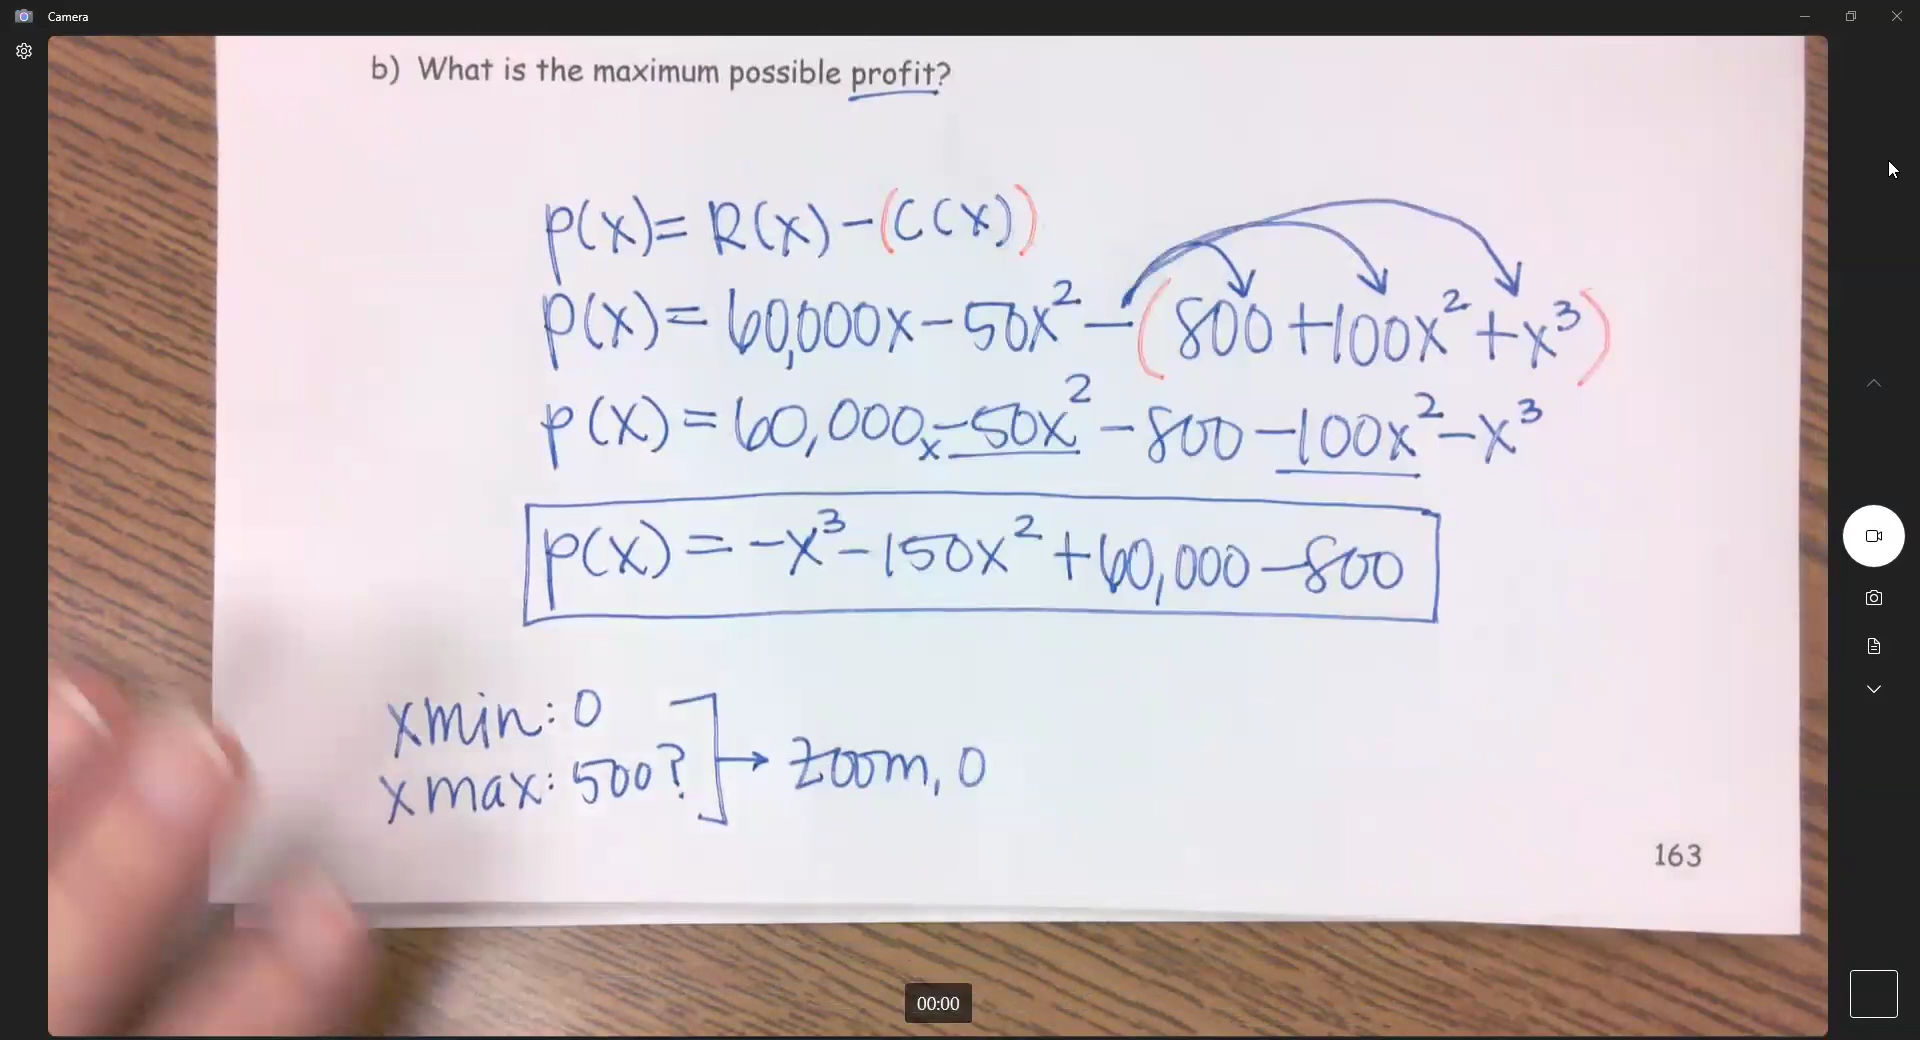 Camera
b) What is the maximum possible profit?
p(x)= R(x) -(C(x))
p(x)= 60,000x - 50x² - (800 +100x² + x³)
p(x) = 60,000x -50x² - 800 -100x² - x³
p(x) = -x³ - 150x² + 60,000 - 800
xmin: 0
xmax: 500? → zoom, 0
163
00:00